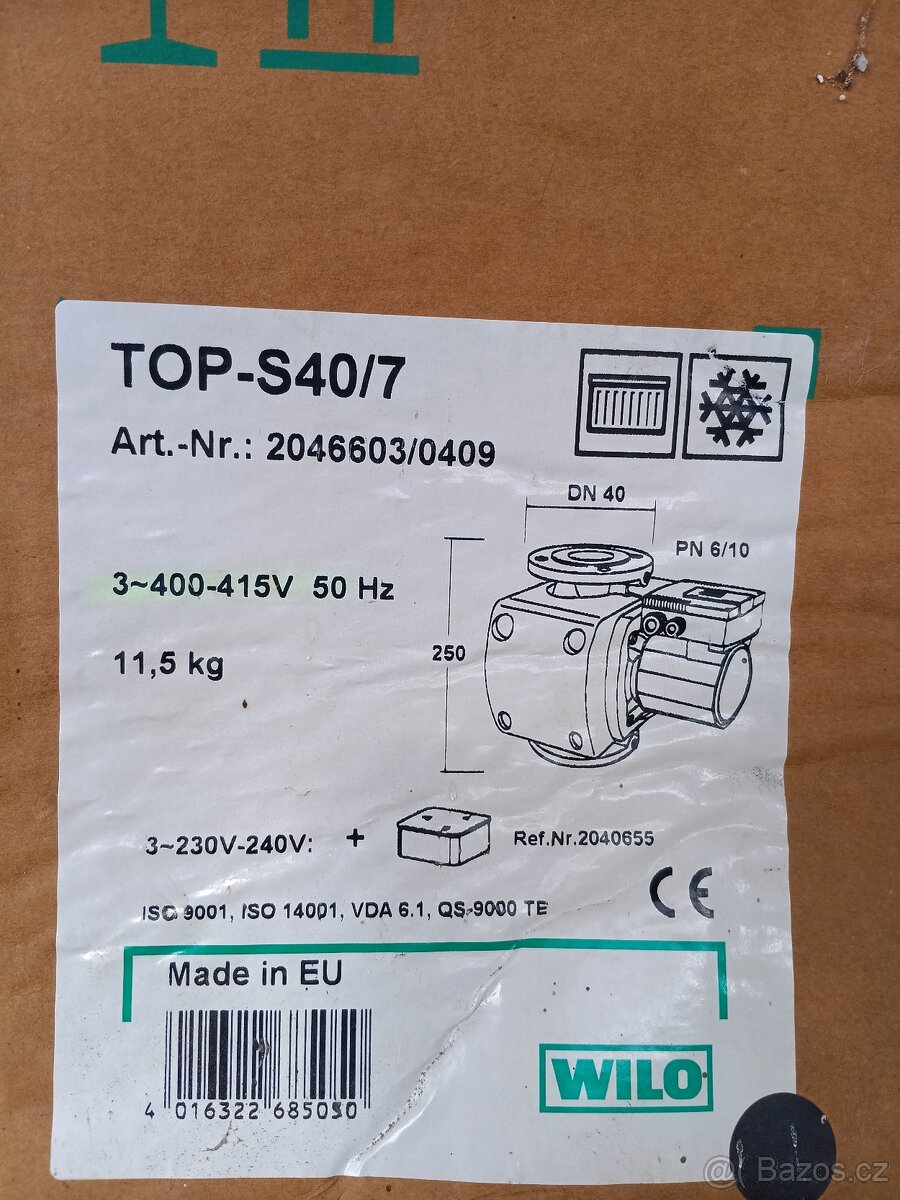 TOP-S40/7
Art.-Nr.: 2046603/0409
DN 40
PN 6/10
3~400-415V 50 Hz
250
11,5 kg
3~230V-240V: + Ref.Nr.2040655
ISO 9001, ISO 14001, VDA 6.1, QS-9000 TE
CE
Made in EU
4 016322 685030
WILO
@ Bazos.cz